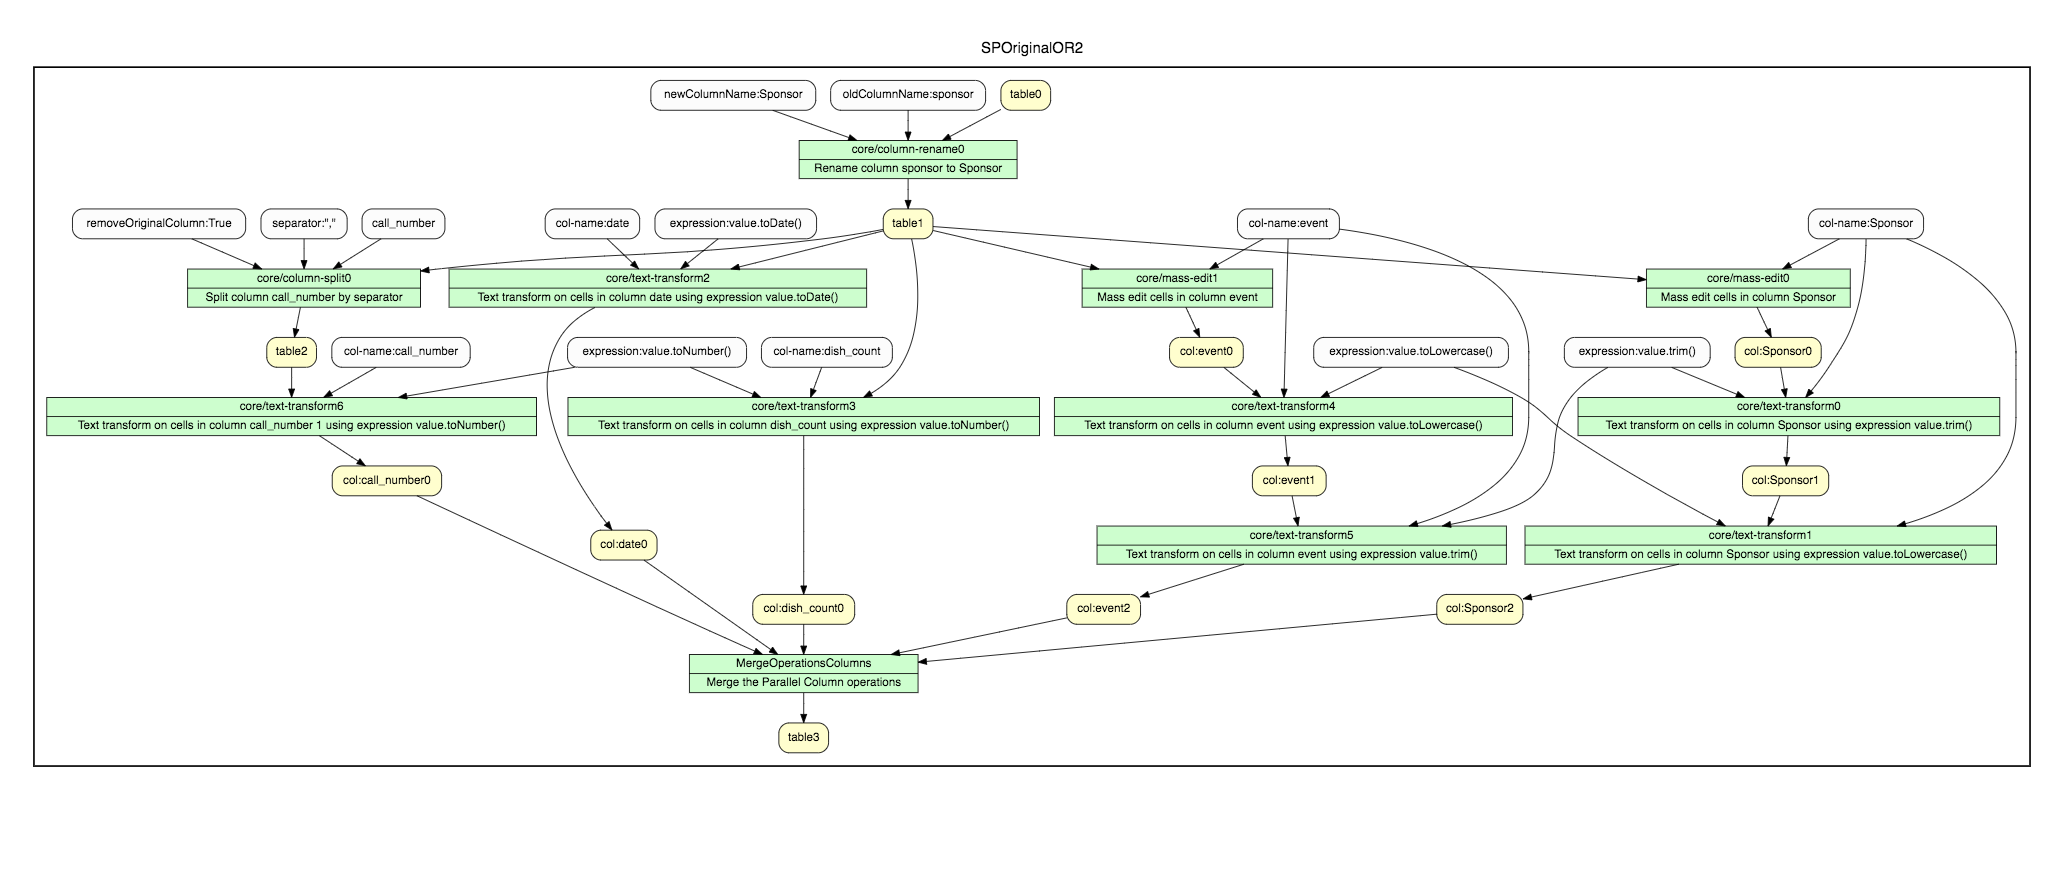 SPOriginalOR2
newColumnName:Sponsor
oldColumnName:sponsor
table0
core/column-rename0
Rename column sponsor to Sponsor
removeOriginalColumn:True
separator:","
call_number
col-name:date
expression:value.toDate()
table1
col-name:event
col-name:Sponsor
core/column-split0
Split column call_number by separator
core/text-transform2
Text transform on cells in column date using expression value.toDate()
core/mass-edit1
Mass edit cells in column event
core/mass-edit0
Mass edit cells in column Sponsor
table2
col-name:call_number
expression:value.toNumber()
col-name:dish_count
col:event0
expression:value.toLowercase()
expression:value.trim()
col:Sponsor0
core/text-transform6
Text transform on cells in column call_number 1 using expression value.toNumber()
core/text-transform3
Text transform on cells in column dish_count using expression value.toNumber()
core/text-transform4
Text transform on cells in column event using expression value.toLowercase()
core/text-transform0
Text transform on cells in column Sponsor using expression value.trim()
col:call_number0
col:event1
col:Sponsor1
col:date0
core/text-transform5
Text transform on cells in column event using expression value.trim()
core/text-transform1
Text transform on cells in column Sponsor using expression value.toLowercase()
col:dish_count0
col:event2
col:Sponsor2
MergeOperationsColumns
Merge the Parallel Column operations
table3